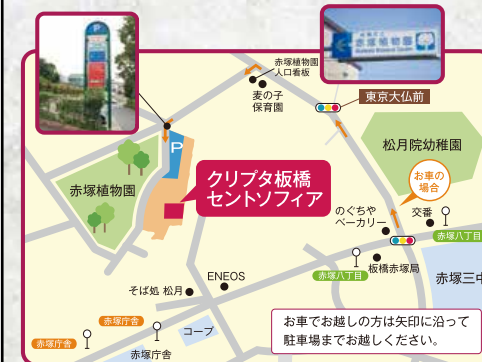 赤塚植物園
赤塚植物園
入口看板
麦の子
保育園
東京大仏前
松月院幼稚園
P
赤塚植物園
クリプタ板橋
セントソフィア
お車の
場合
のぐちや
ベーカリー
交番
赤塚八丁目
赤塚八丁目
板橋赤塚局
赤塚三中
ENEOS
そば処 松月
赤塚庁舎
赤塚庁舎
赤塚庁舎
コープ
お車でお越しの方は矢印に沿って
駐車場までお越しください。